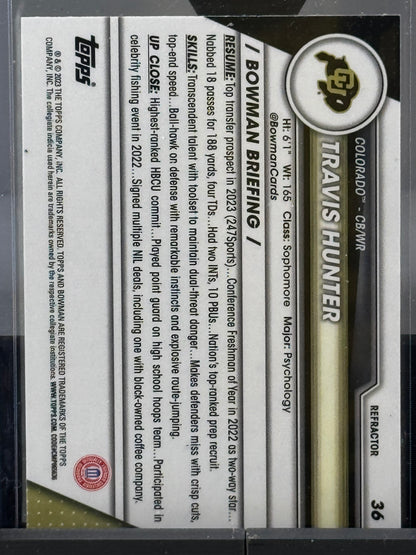 36
REFRACTOR
CU
COLORADO™ - CB/WR
TRAVIS HUNTER
Ht: 6'1" Wt: 165 Class: Sophomore Major: Psychology
@BowmanCards
/ BOWMAN BRIEFING /
RESUME: Top transfer prospect in 2023 (247Sports)...Conference Freshman of Year in 2022 as two-way star...
Nabbed 18 passes for 188 yards, four TDs...Had two INTs, 10 PBUs...Nation's top-ranked prep recruit.
SKILLS: Transcendent talent with toolset to maintain dual-threat danger...Makes defenders miss with crisp cuts,
top-end speed...Ball-hawk on defense with remarkable instincts and explosive route-jumping.
UP CLOSE: Highest-ranked HBCU commit...Played point guard on high school hoops team...Participated in
celebrity fishing event in 2022...Signed multiple NIL deals, including one with black-owned coffee company.
topps
® & © 2023 THE TOPPS COMPANY, INC. ALL RIGHTS RESERVED. TOPPS AND BOWMAN ARE REGISTERED TRADEMARKS OF THE TOPPS
COMPANY, INC. The collegiate indicia used herein are trademarks owned by the respective collegiate institutions. WWW.TOPPS.COM.